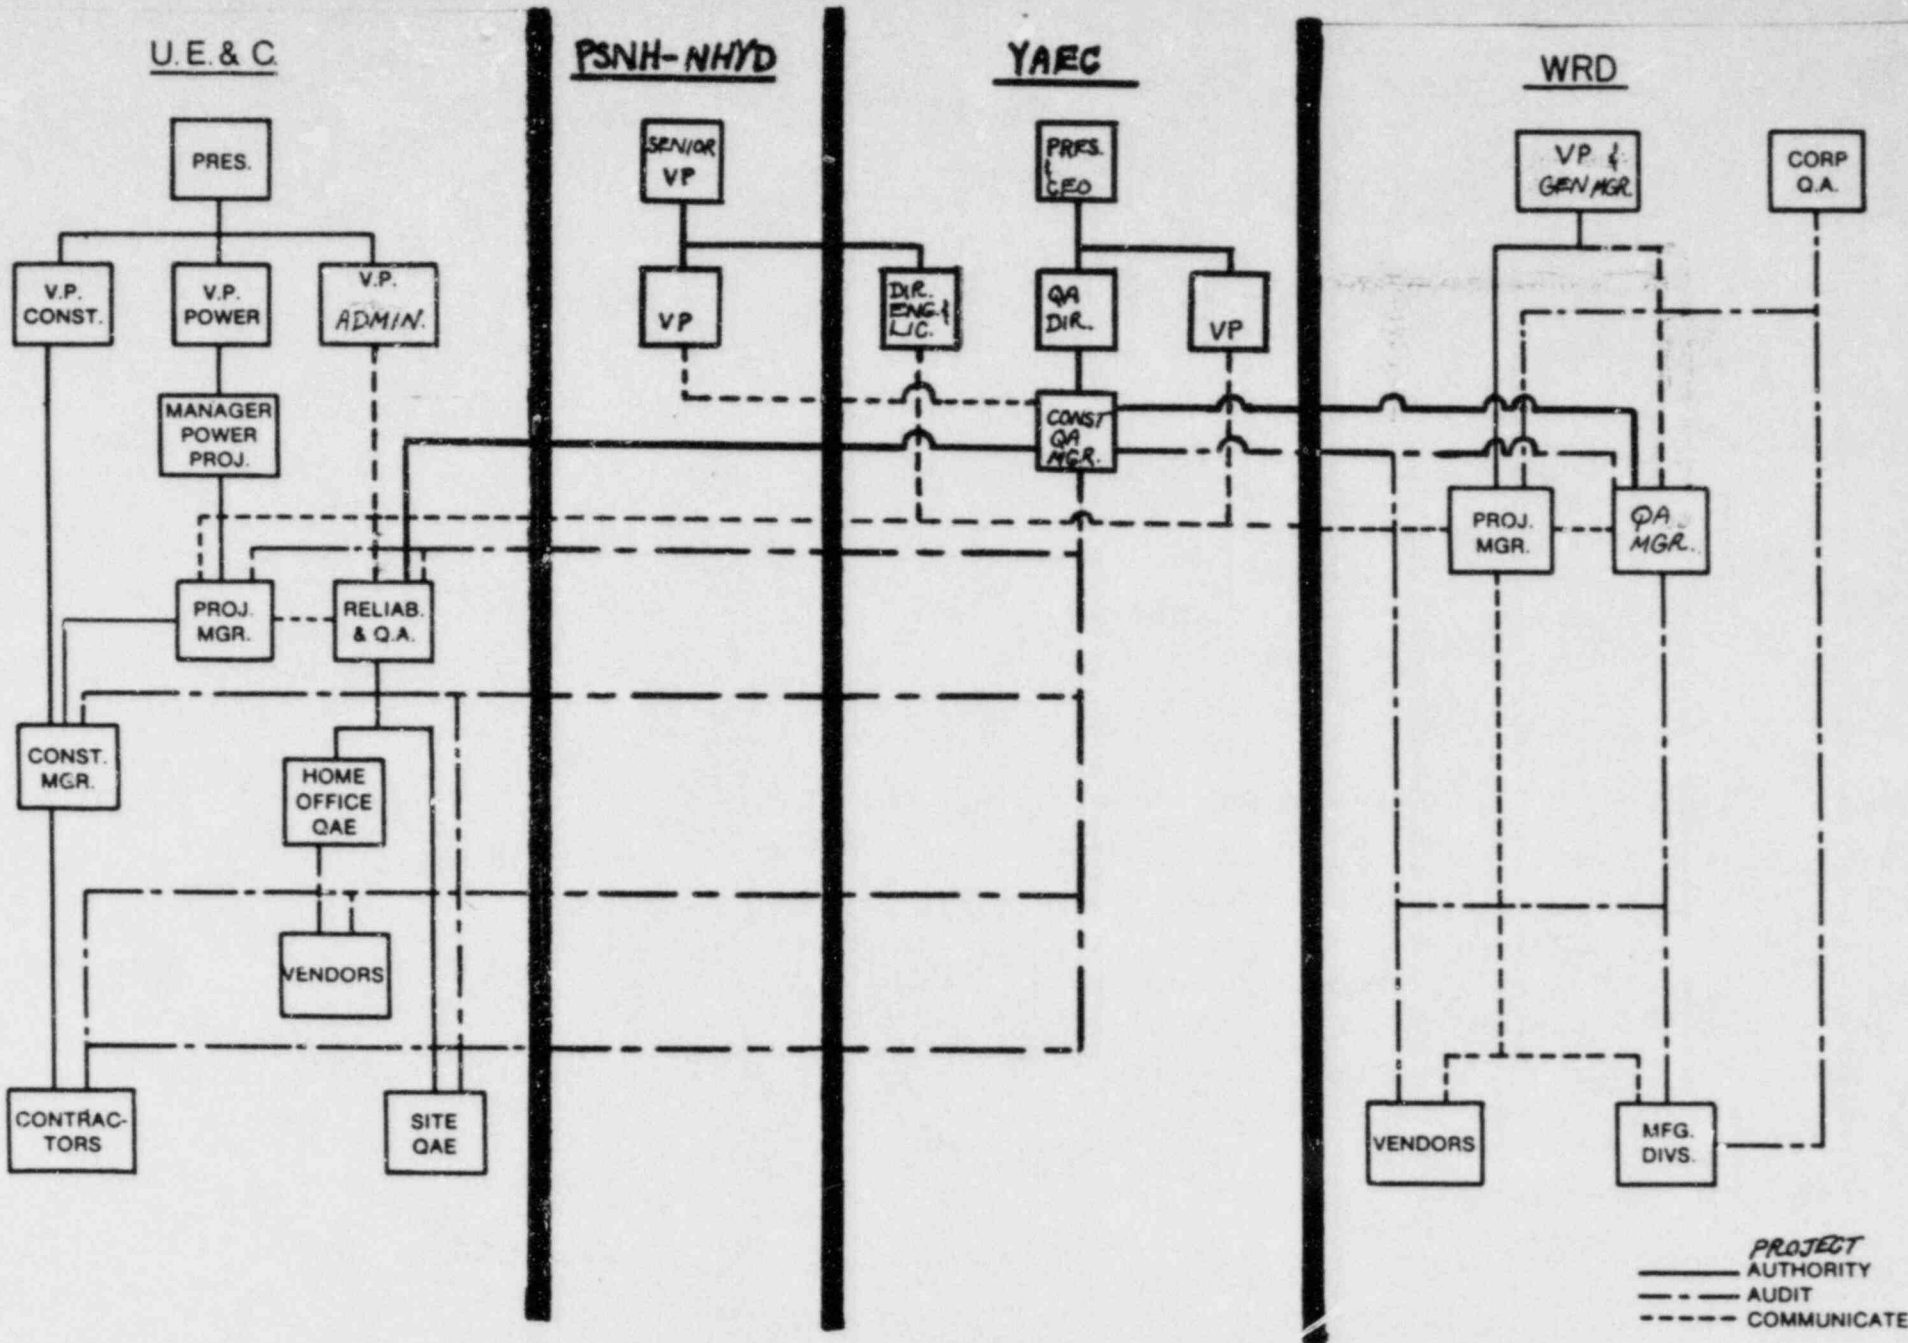 U.E. & C.
PSNH-NHYD
YAEC
WRD
PRES.
SENIOR
VP
PRES.
&
CEO
VP &
GEN MGR.
CORP
Q.A.
V.P.
CONST.
V.P.
POWER
V.P.
ADMIN.
VP
DIR.
ENG. &
LIC.
QA
DIR.
VP
MANAGER
POWER
PROJ.
CONST
QA
MGR.
PROJ.
MGR.
QA
MGR.
PROJ.
MGR.
RELIAB.
& Q.A.
CONST.
MGR.
HOME
OFFICE
QAE
VENDORS
CONTRAC-
TORS
SITE
QAE
VENDORS
MFG.
DIVS.
PROJECT
AUTHORITY
AUDIT
COMMUNICATE